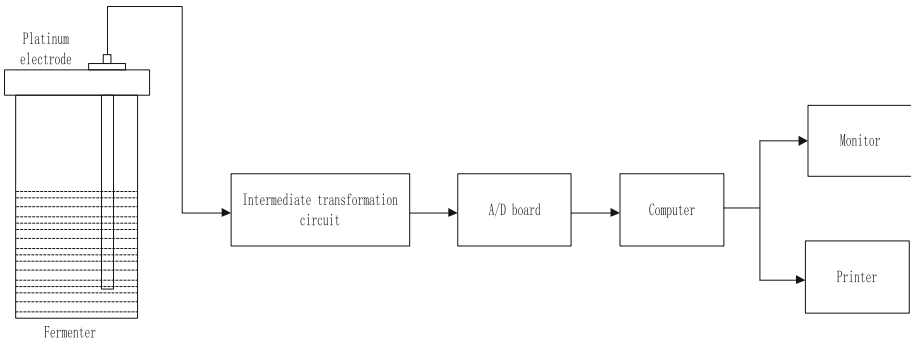 Platinum
electrode
Intermediate transformation
circuit
A/D board
Computer
Monitor
Printer
Fermenter